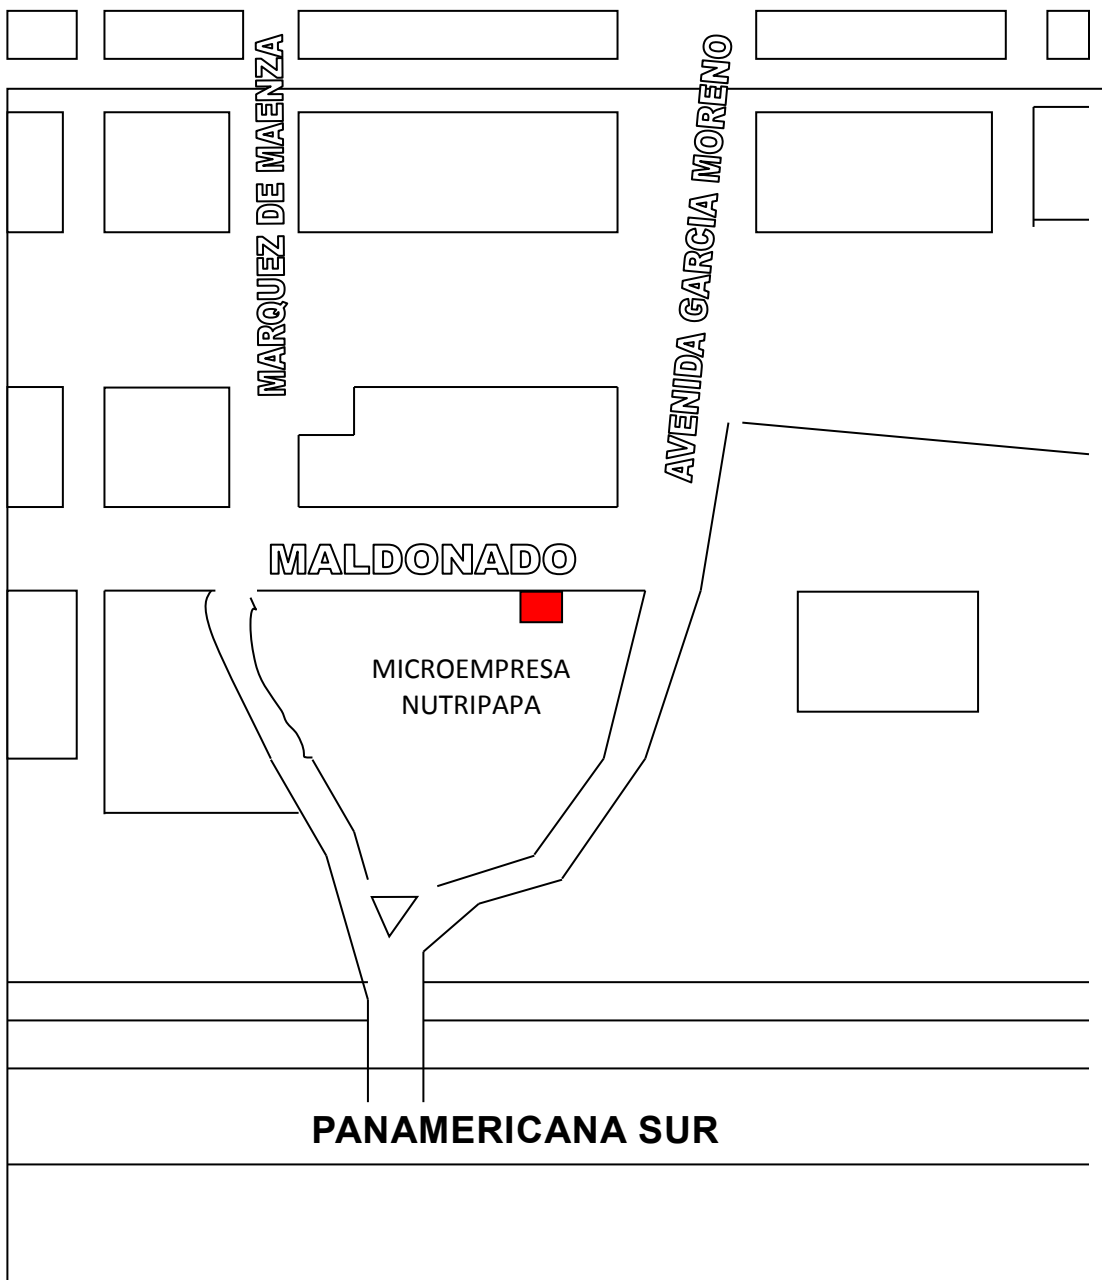 MARQUEZ DE MAENZA
AVENIDA GARCIA MORENO
MALDONADO
MICROEMPRESA
NUTRIPAPA
PANAMERICANA SUR